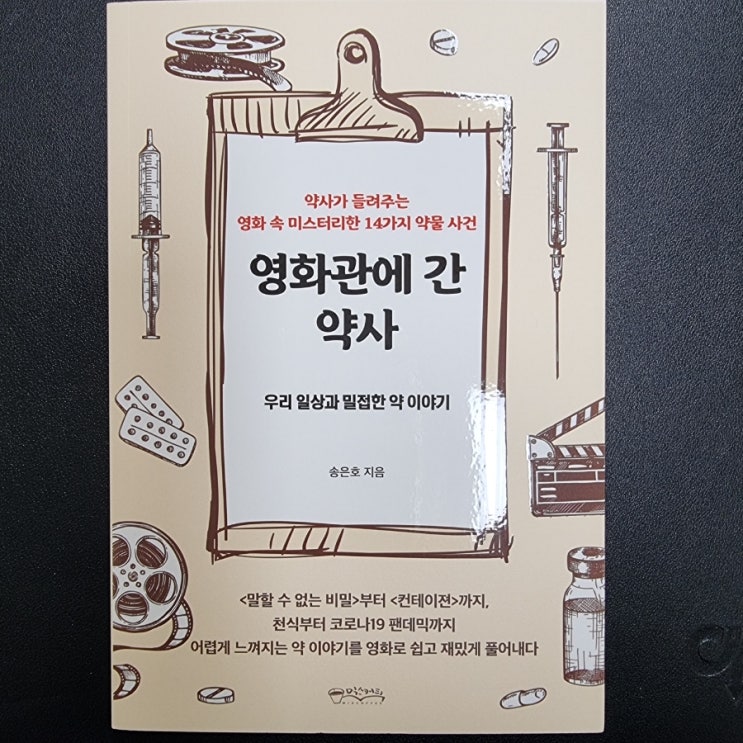 약사가 들려주는
영화 속 미스터리한 14가지 약물 사건
영화관에 간
약사
우리 일상과 밀접한 약 이야기
송은호 지음
<말할 수 없는 비밀>부터 <컨테이젼>까지,
천식부터 코로나19 팬데믹까지
어렵게 느껴지는 약 이야기를 영화로 쉽고 재밌게 풀어내다
믹스커피